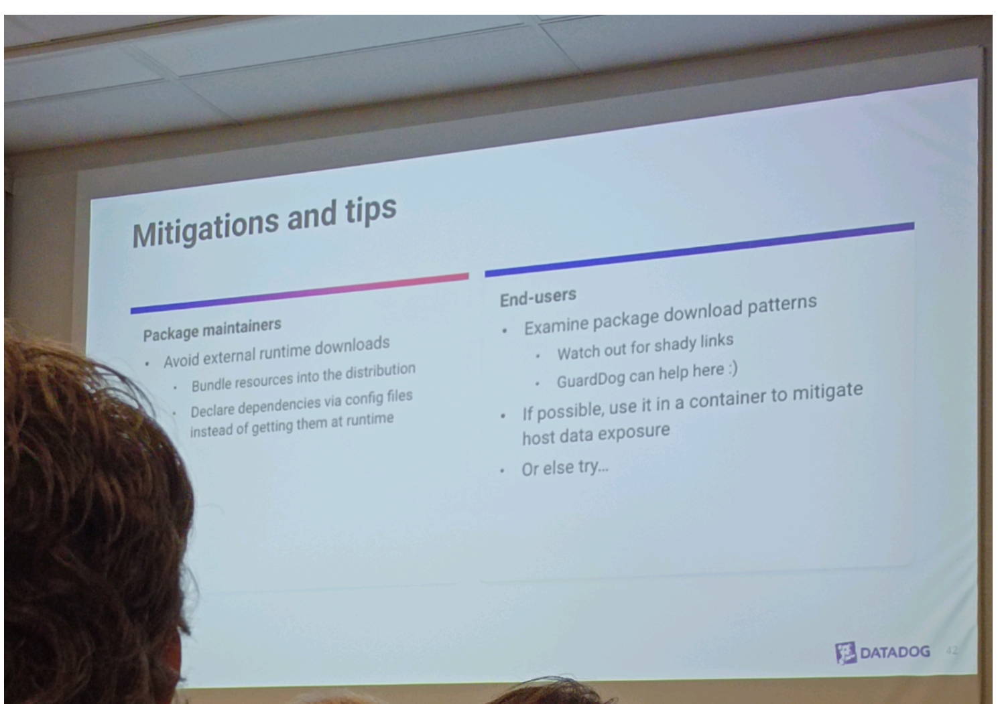 Mitigations and tips
Package maintainers
• Avoid external runtime downloads
• Bundle resources into the distribution
• Declare dependencies via config files
instead of getting them at runtime
End-users
• Examine package download patterns
• Watch out for shady links
• GuardDog can help here :)
• If possible, use it in a container to mitigate
host data exposure
• Or else try...
DATADOG 42